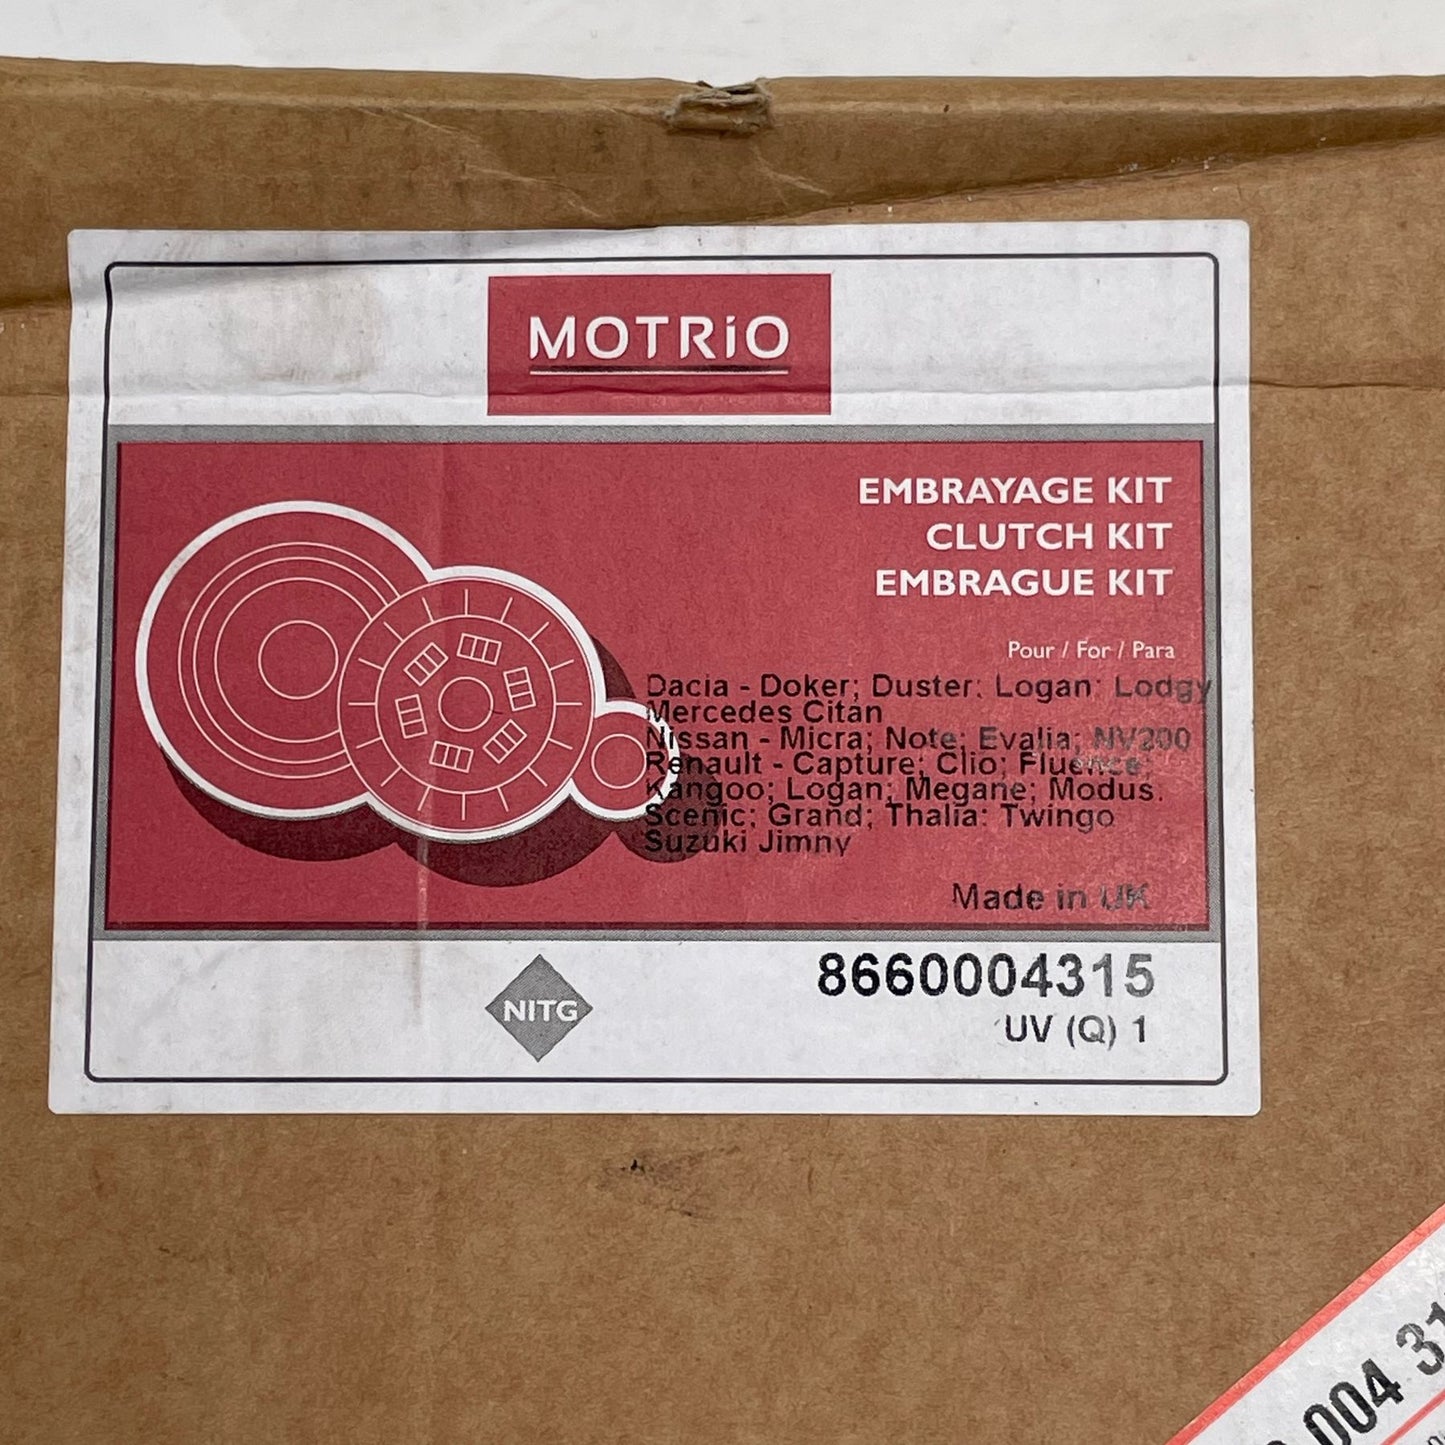 MOTRiO
EMBRAYAGE KIT
CLUTCH KIT
EMBRAGUE KIT
Pour / For / Para
Dacia - Doker; Duster; Logan; Lodgy
Mercedes Citan
Nissan - Micra; Note; Evalia; NV200
Renault - Capture; Clio; Fluence;
Kangoo; Logan; Megane; Modus;
Scenic; Grand; Thalia; Twingo
Suzuki Jimny
Made in UK
8660004315
NITG
UV (Q) 1
004 31